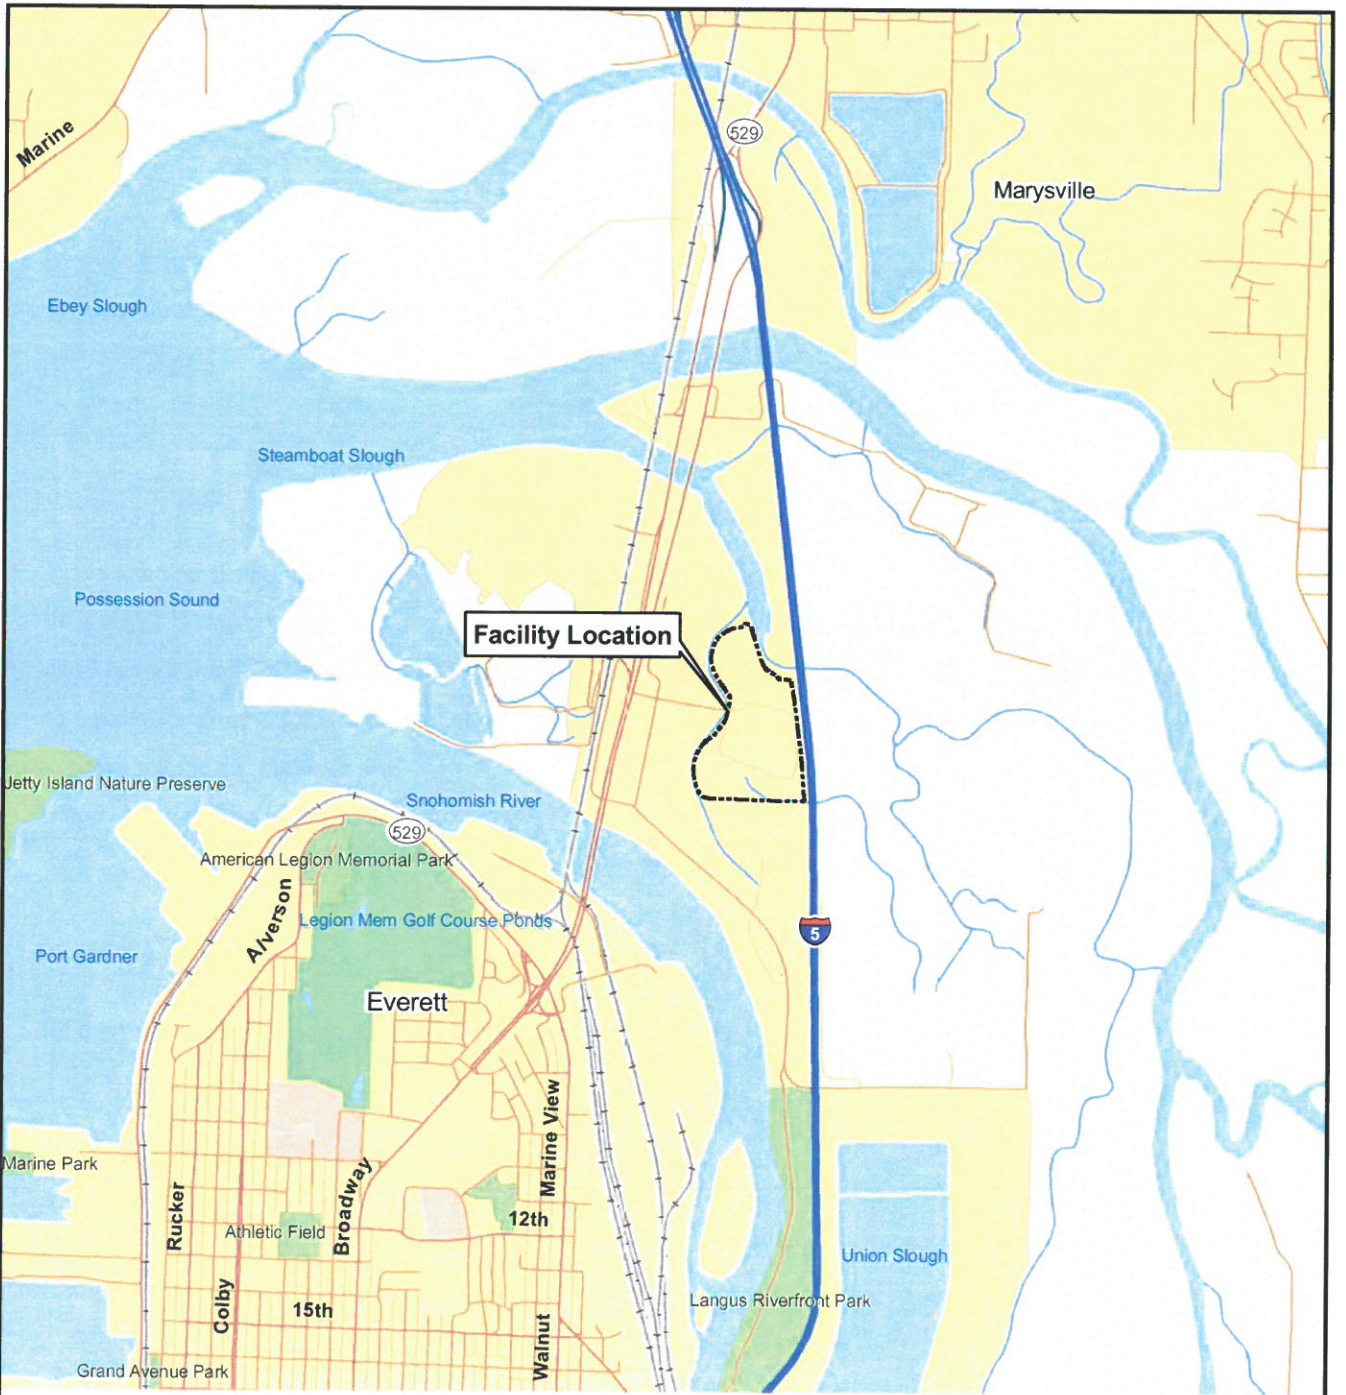 529
Marine
Marysville
Ebey Slough
Steamboat Slough
Possession Sound
Facility Location
Jetty Island Nature Preserve
Snohomish River
529
American Legion Memorial Park
Alverson
Legion Mem Golf Course Ponds
5
Port Gardner
Everett
Marine View
Marine Park
Rucker
Broadway
12th
Athletic Field
Union Slough
Colby
15th
Langus Riverfront Park
Walnut
Grand Avenue Park